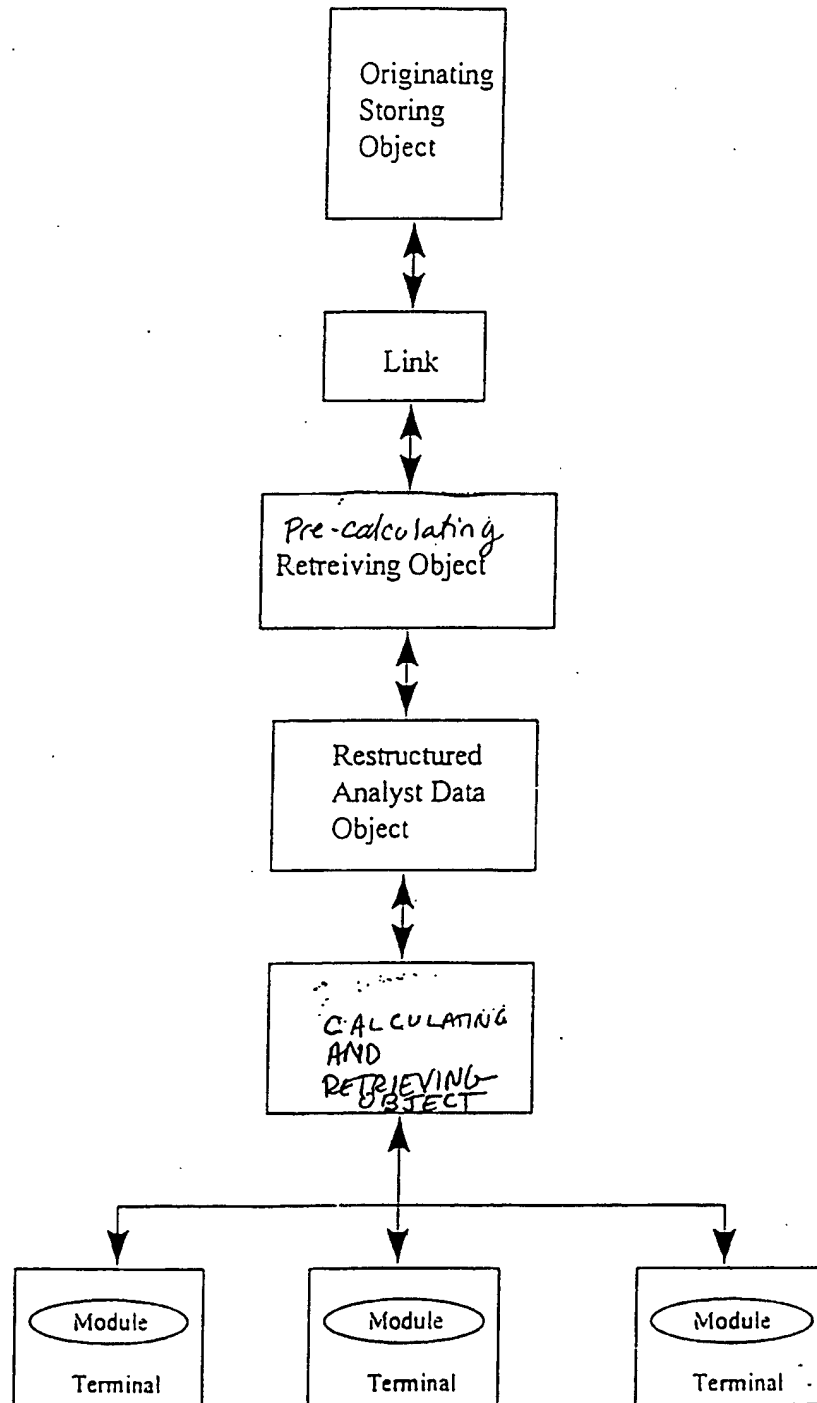 Originating
Storing
Object
Link
Pre-calculating
Retreiving Object
Restructured
Analyst Data
Object
CALCULATING
AND
RETRIEVING
OBJECT
Module
Module
Module
Terminal
Terminal
Terminal